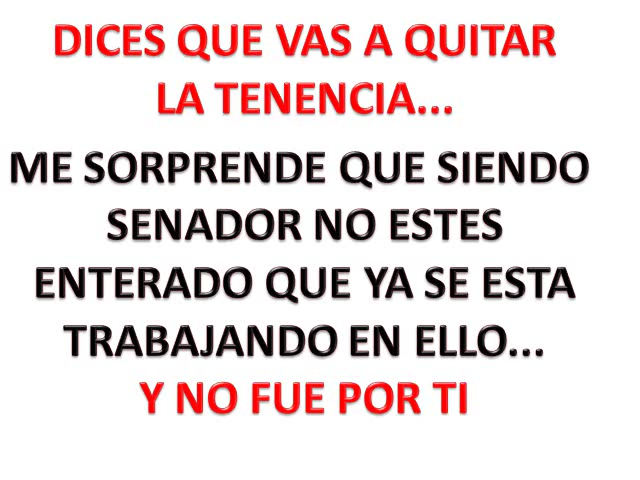 DICES QUE VAS A QUITAR
LA TENENCIA...
ME SORPRENDE QUE SIENDO
SENADOR NO ESTES
ENTERADO QUE YA SE ESTA
TRABAJANDO EN ELLO...
Y NO FUE POR TI